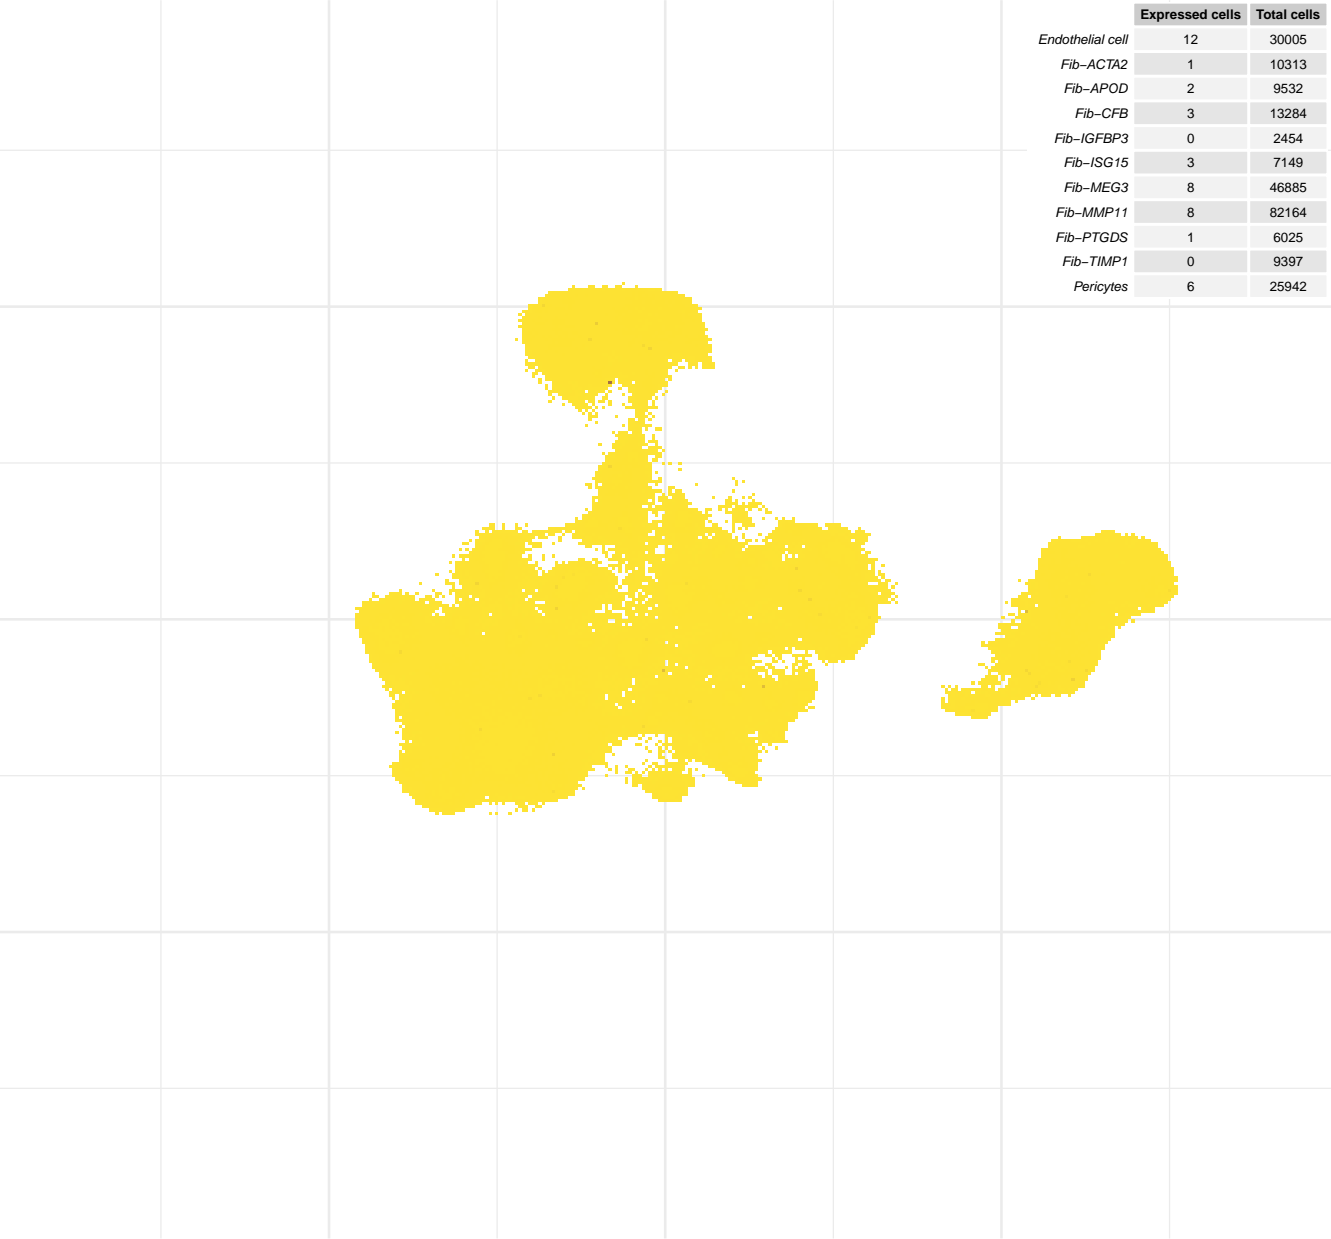 Expressed cells Total cells
Endothelial cell 12 30005
Fib−ACTA2 1 10313
Fib−APOD 2 9532
Fib−CFB 3 13284
Fib−IGFBP3 0 2454
Fib−ISG15 3 7149
Fib−MEG3 8 46885
Fib−MMP11 8 82164
Fib−PTGDS 1 6025
Fib−TIMP1 0 9397
Pericytes 6 25942